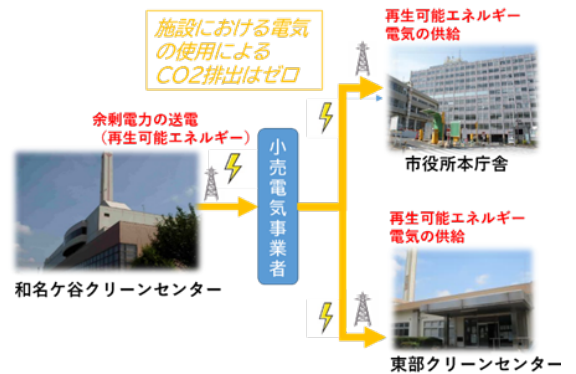 施設における電気
の使用による
CO2排出はゼロ
再生可能エネルギー
電気の供給
余剰電力の送電
（再生可能エネルギー）
小売電気事業者
市役所本庁舎
和名ケ谷クリーンセンター
再生可能エネルギー
電気の供給
東部クリーンセンター